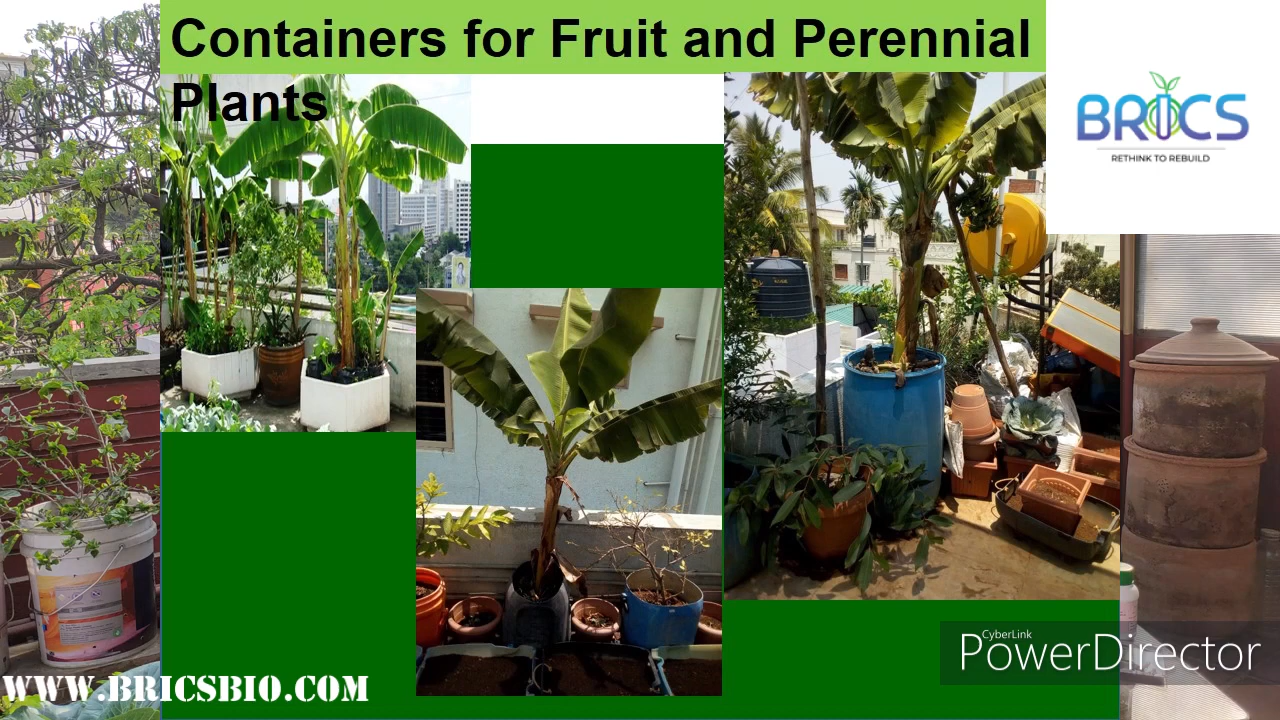 Containers for Fruit and Perennial
Plants
BRICS
RETHINK TO REBUILD
CyberLink
PowerDirector
WWW.BRICSBIO.COM